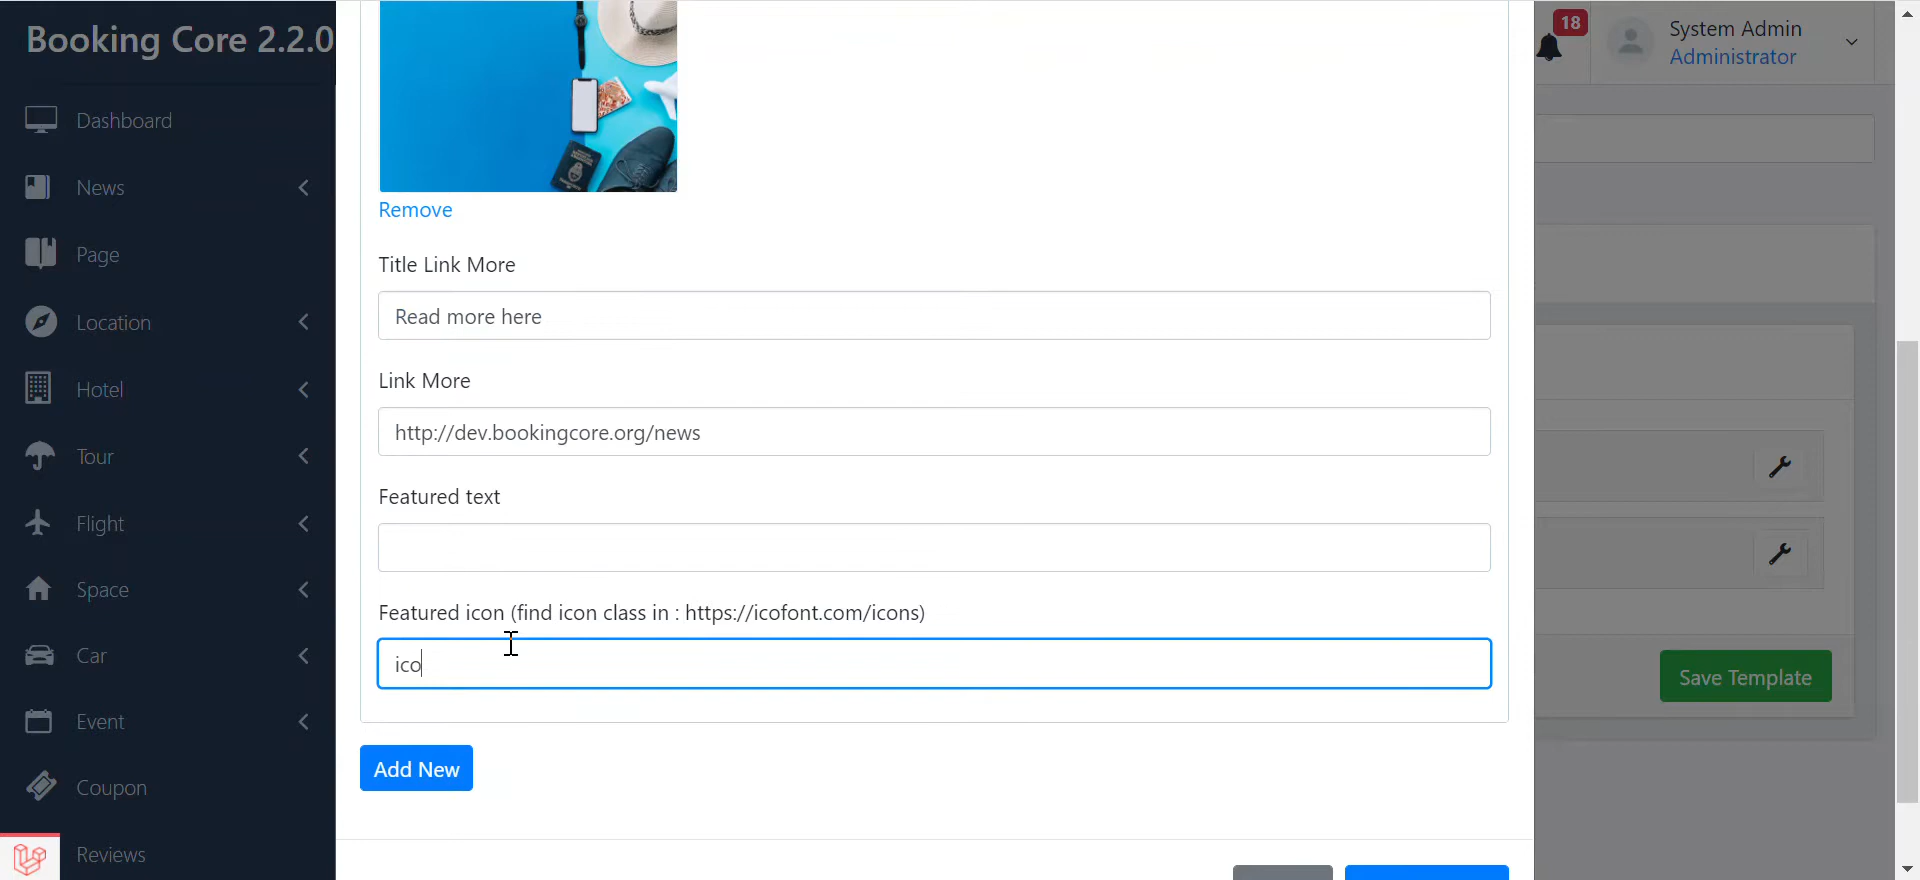 Booking Core 2.2.0
18
System Admin
Administrator
Dashboard
News
Page
Location
Hotel
Tour
Flight
Space
Car
Event
Coupon
Reviews
Remove
Title Link More
Read more here
Link More
http://dev.bookingcore.org/news
Featured text
Featured icon (find icon class in : https://icofont.com/icons)
ico
Add New
Save Template